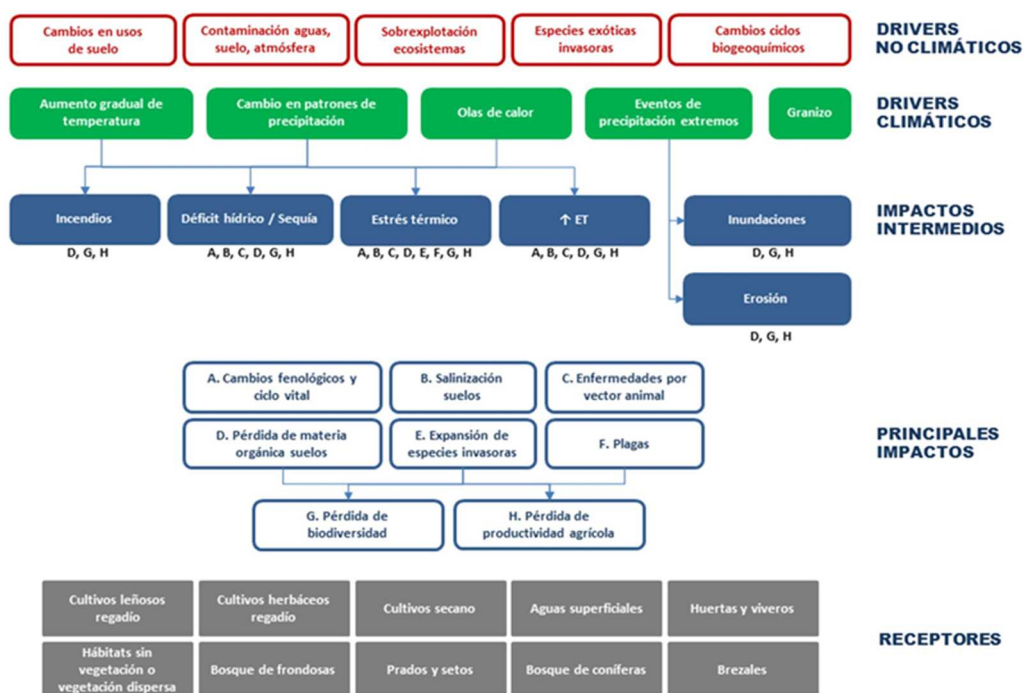 Cambios en usos
de suelo
Contaminación aguas,
suelo, atmósfera
Sobrexplotación
ecosistemas
Especies exóticas
invasoras
Cambios ciclos
biogeoquímicos
DRIVERS
NO CLIMÁTICOS
Aumento gradual de
temperatura
Cambio en patrones de
precipitación
Olas de calor
Eventos de
precipitación extremos
Granizo
DRIVERS
CLIMÁTICOS
Incendios
D, G, H
Déficit hídrico / Sequía
A, B, C, D, G, H
Estrés térmico
A, B, C, D, E, F, G, H
↑ ET
A, B, C, D, G, H
Inundaciones
D, G, H
IMPACTOS
INTERMEDIOS
Erosión
D, G, H
A. Cambios fenológicos y
ciclo vital
B. Salinización
suelos
C. Enfermedades por
vector animal
D. Pérdida de materia
orgánica suelos
E. Expansión de
especies invasoras
F. Plagas
PRINCIPALES
IMPACTOS
G. Pérdida de
biodiversidad
H. Pérdida de
productividad agrícola
Cultivos leñosos
regadío
Cultivos herbáceos
regadío
Cultivos secano
Aguas superficiales
Huertas y viveros
RECEPTORES
Hábitats sin
vegetación o
vegetación dispersa
Bosque de frondosas
Prados y setos
Bosque de coníferas
Brezales